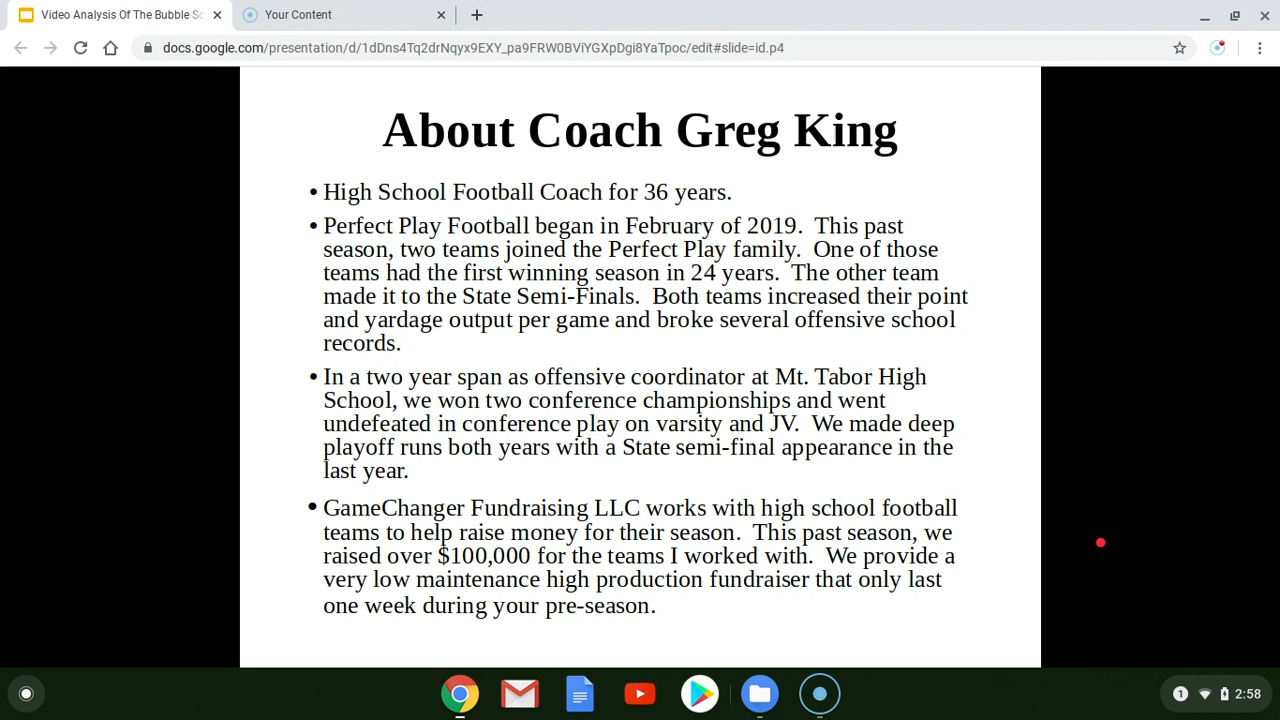 Video Analysis Of The Bubble Sc
Your Content
docs.google.com/presentation/d/1dDns4Tq2drNqyx9EXY_pa9FRW0BViYGXpDgi8YaTpoc/edit#slide=id.p4
About Coach Greg King
• High School Football Coach for 36 years.
• Perfect Play Football began in February of 2019.  This past
season, two teams joined the Perfect Play family.  One of those
teams had the first winning season in 24 years.  The other team
made it to the State Semi-Finals.  Both teams increased their point
and yardage output per game and broke several offensive school
records.
• In a two year span as offensive coordinator at Mt. Tabor High
School, we won two conference championships and went
undefeated in conference play on varsity and JV.  We made deep
playoff runs both years with a State semi-final appearance in the
last year.
• GameChanger Fundraising LLC works with high school football
teams to help raise money for their season.  This past season, we
raised over $100,000 for the teams I worked with.  We provide a
very low maintenance high production fundraiser that only last
one week during your pre-season.
1
2:58